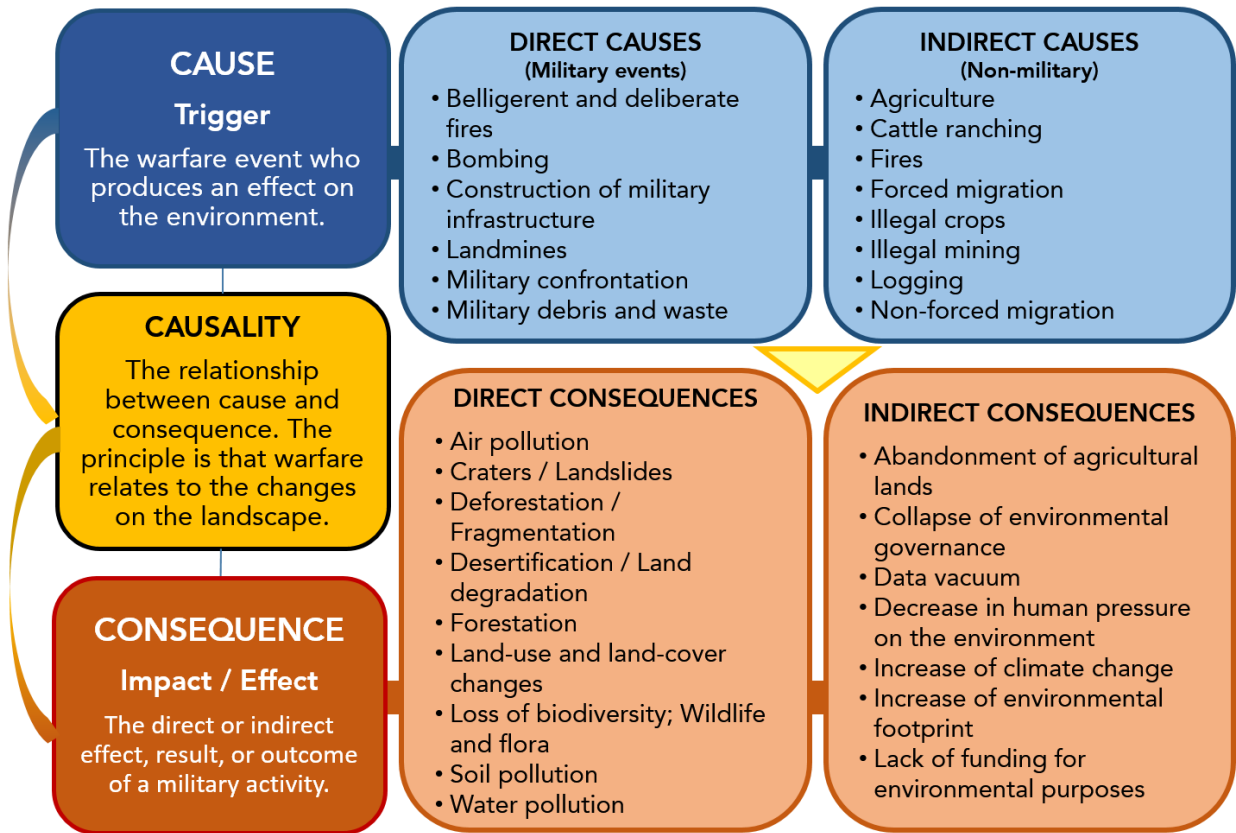 CAUSE
Trigger
The warfare event who
produces an effect on
the environment.
DIRECT CAUSES
(Military events)
• Belligerent and deliberate
fires
• Bombing
• Construction of military
infrastructure
• Landmines
• Military confrontation
• Military debris and waste
INDIRECT CAUSES
(Non-military)
• Agriculture
• Cattle ranching
• Fires
• Forced migration
• Illegal crops
• Illegal mining
• Logging
• Non-forced migration
CAUSALITY
The relationship
between cause and
consequence. The
principle is that warfare
relates to the changes
on the landscape.
CONSEQUENCE
Impact / Effect
The direct or indirect
effect, result, or outcome
of a military activity.
DIRECT CONSEQUENCES
• Air pollution
• Craters / Landslides
• Deforestation /
Fragmentation
• Desertification / Land
degradation
• Forestation
• Land-use and land-cover
changes
• Loss of biodiversity; Wildlife
and flora
• Soil pollution
• Water pollution
INDIRECT CONSEQUENCES
• Abandonment of agricultural
lands
• Collapse of environmental
governance
• Data vacuum
• Decrease in human pressure
on the environment
• Increase of climate change
• Increase of environmental
footprint
• Lack of funding for
environmental purposes